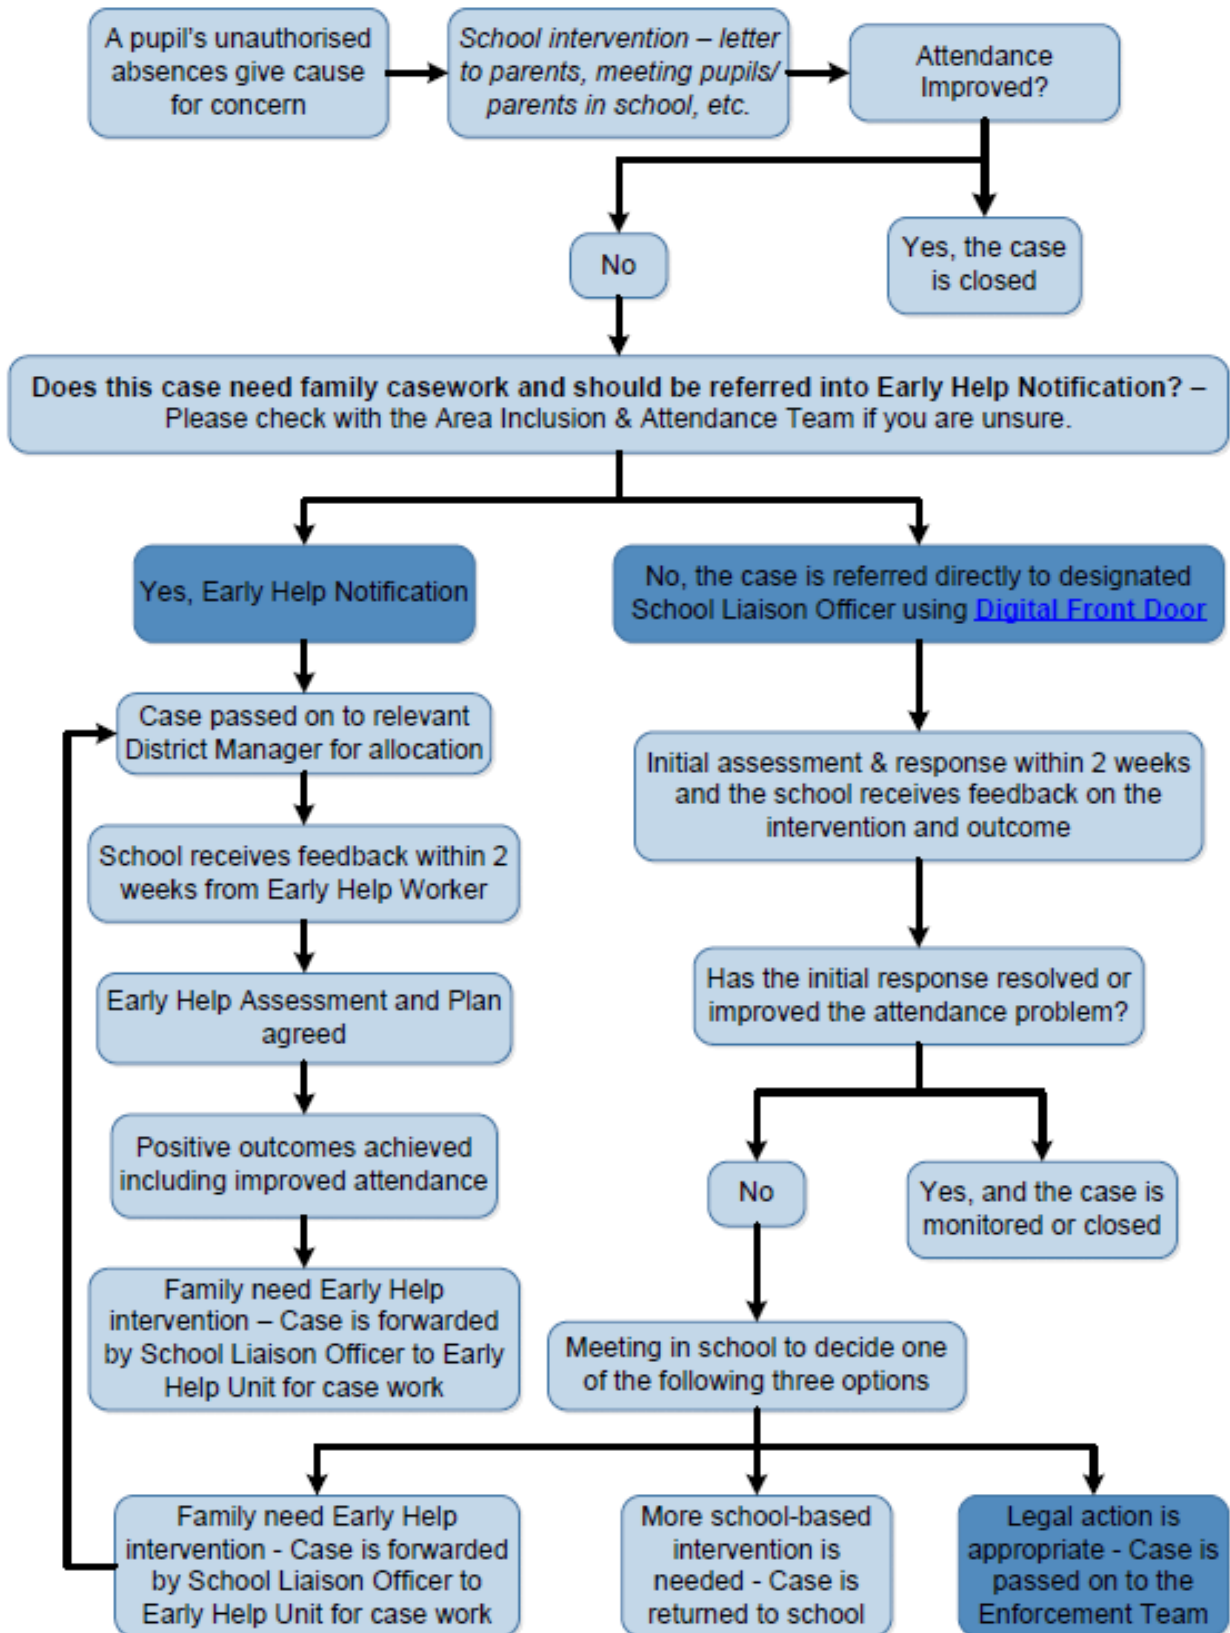 A pupil's unauthorised
absences give cause
for concern
School intervention – letter
to parents, meeting pupils/
parents in school, etc.
Attendance
Improved?
No
Yes, the case
is closed
Does this case need family casework and should be referred into Early Help Notification? –
Please check with the Area Inclusion & Attendance Team if you are unsure.
Yes, Early Help Notification
No, the case is referred directly to designated
School Liaison Officer using Digital Front Door
Case passed on to relevant
District Manager for allocation
Initial assessment & response within 2 weeks
and the school receives feedback on the
intervention and outcome
School receives feedback within 2
weeks from Early Help Worker
Has the initial response resolved or
improved the attendance problem?
Early Help Assessment and Plan
agreed
Positive outcomes achieved
including improved attendance
No
Yes, and the case is
monitored or closed
Family need Early Help
intervention – Case is forwarded
by School Liaison Officer to Early
Help Unit for case work
Meeting in school to decide one
of the following three options
Family need Early Help
intervention - Case is forwarded
by School Liaison Officer to
Early Help Unit for case work
More school-based
intervention is
needed - Case is
returned to school
Legal action is
appropriate - Case is
passed on to the
Enforcement Team